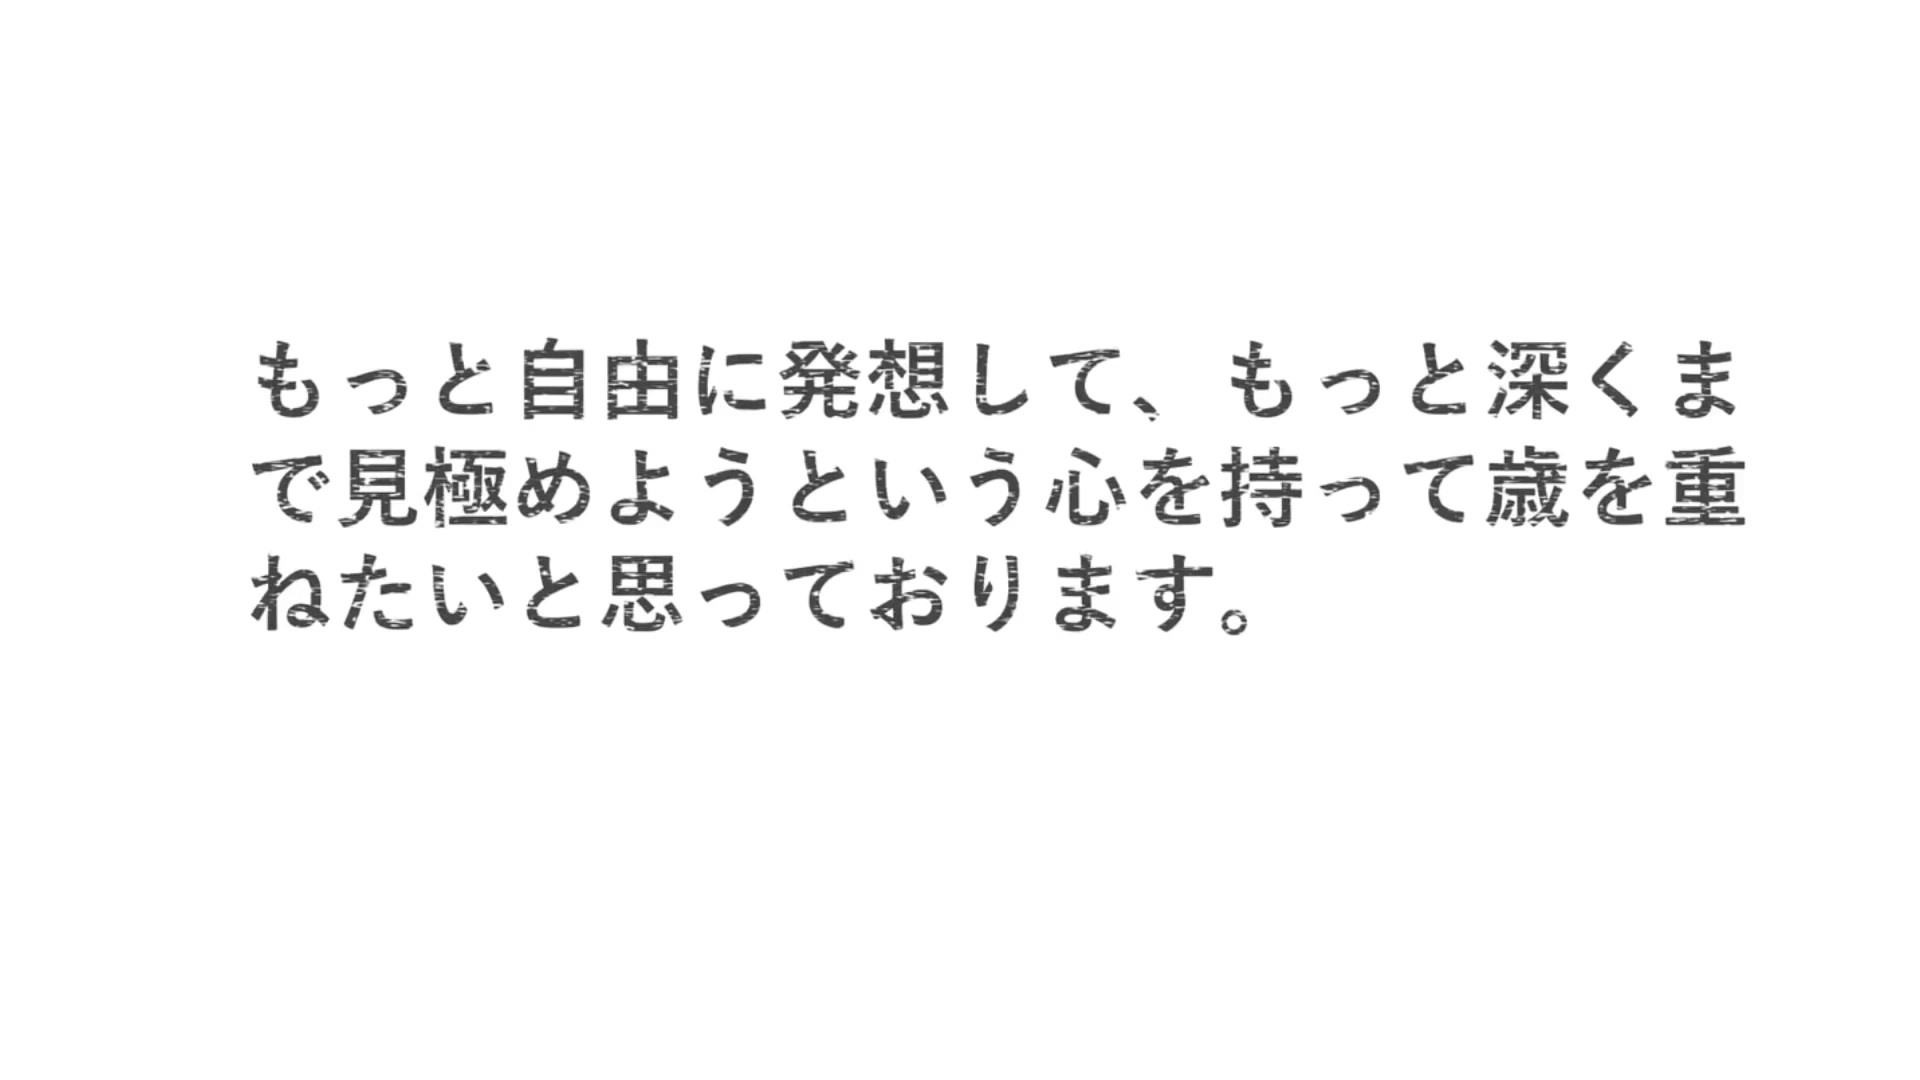 もっと自由に発想して、もっと深くま
で見極めようという心を持って歳を重
ねたいと思っております。